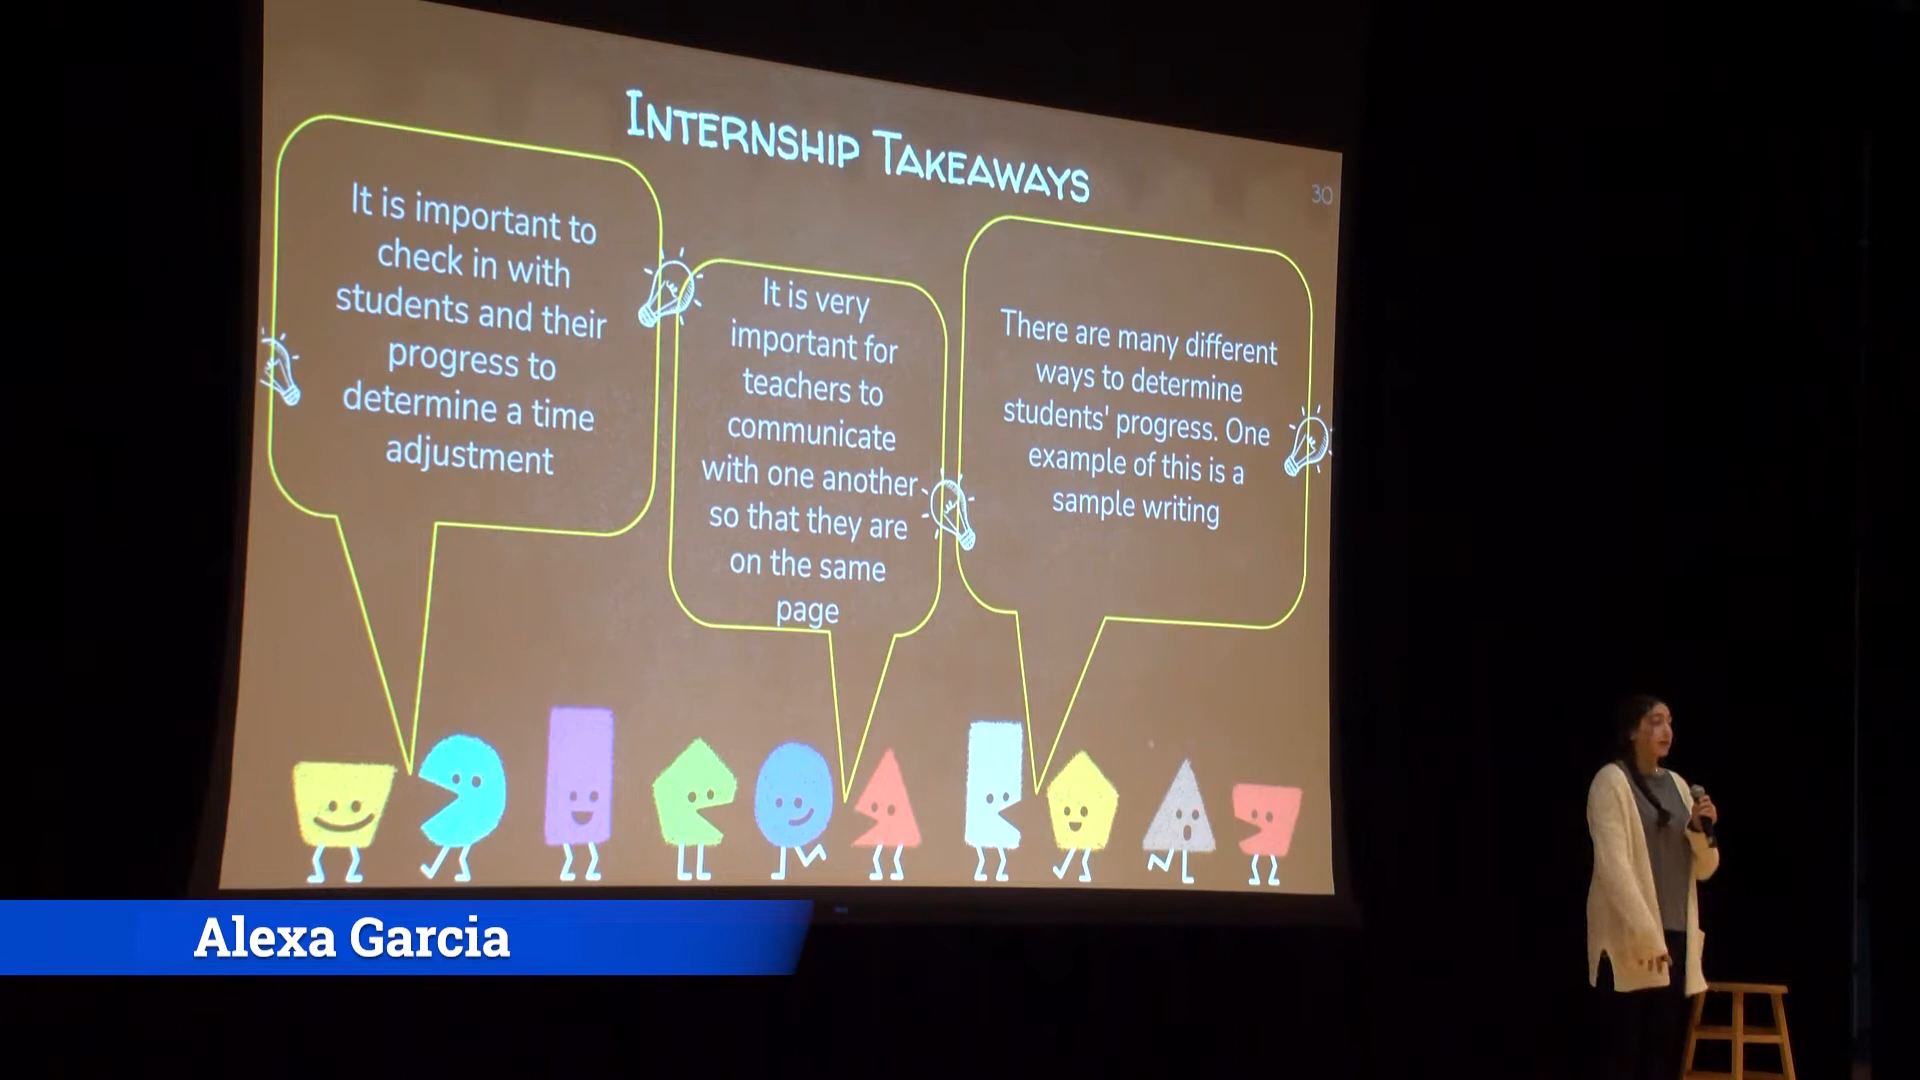 Internship Takeaways
30
It is important to
check in with
students and their
progress to
determine a time
adjustment
It is very
important for
teachers to
communicate
with one another
so that they are
on the same
page
There are many different
ways to determine
students' progress. One
example of this is a
sample writing
Alexa Garcia